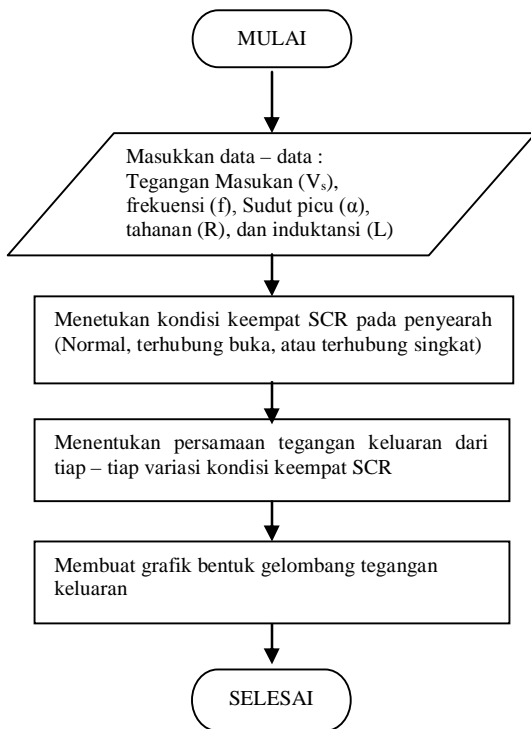 MULAI
Masukkan data – data :
Tegangan Masukan (Vₛ),
frekuensi (f), Sudut picu (α),
tahanan (R), dan induktansi (L)
Menetukan kondisi keempat SCR pada penyearah
(Normal, terhubung buka, atau terhubung singkat)
Menentukan persamaan tegangan keluaran dari
tiap – tiap variasi kondisi keempat SCR
Membuat grafik bentuk gelombang tegangan
keluaran
SELESAI